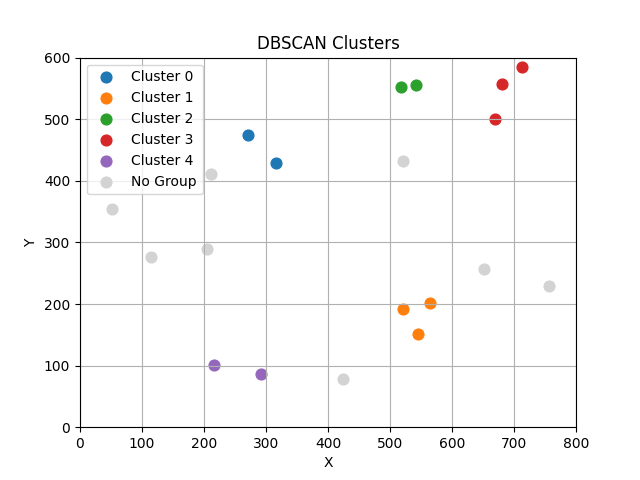 DBSCAN Clusters
600
500
400
300
200
100
0
Y
Cluster 0
Cluster 1
Cluster 2
Cluster 3
Cluster 4
No Group
0 100 200 300 400 500 600 700 800
X